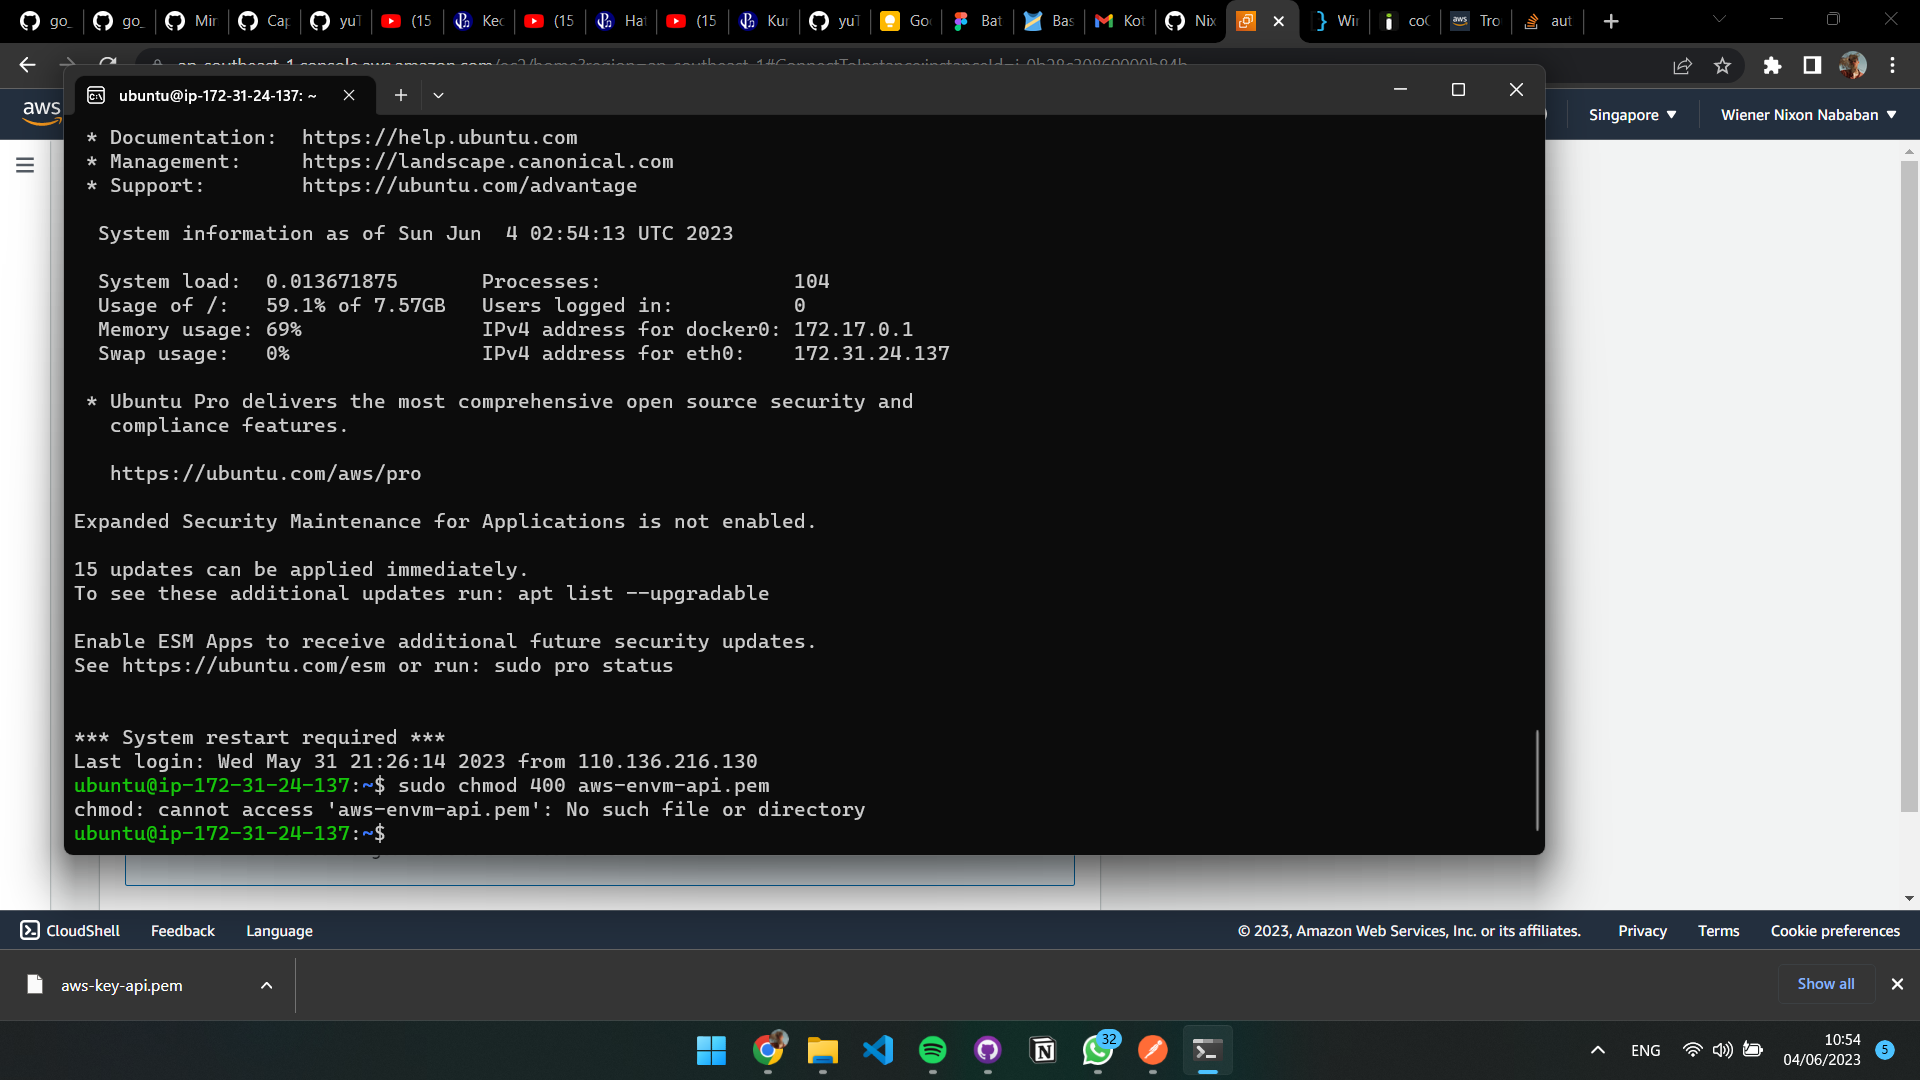 go_
go_
Mir
Cap
yuT
(15
Kec
(15
Hat
(15
Kur
yuT
Goo
Bat
Bas
Kot
Nix
Wir
coC
Tro
aut
ubuntu@ip-172-31-24-137: ~
aws
Singapore
Wiener Nixon Nababan
* Documentation:  https://help.ubuntu.com
* Management:     https://landscape.canonical.com
* Support:        https://ubuntu.com/advantage
System information as of Sun Jun  4 02:54:13 UTC 2023
System load:  0.013671875       Processes:                104
Usage of /:   59.1% of 7.57GB   Users logged in:          0
Memory usage: 69%               IPv4 address for docker0: 172.17.0.1
Swap usage:   0%                IPv4 address for eth0:    172.31.24.137
* Ubuntu Pro delivers the most comprehensive open source security and
compliance features.
https://ubuntu.com/aws/pro
Expanded Security Maintenance for Applications is not enabled.
15 updates can be applied immediately.
To see these additional updates run: apt list --upgradable
Enable ESM Apps to receive additional future security updates.
See https://ubuntu.com/esm or run: sudo pro status
*** System restart required ***
Last login: Wed May 31 21:26:14 2023 from 110.136.216.130
ubuntu@ip-172-31-24-137:~$ sudo chmod 400 aws-envm-api.pem
chmod: cannot access 'aws-envm-api.pem': No such file or directory
ubuntu@ip-172-31-24-137:~$
CloudShell
Feedback
Language
© 2023, Amazon Web Services, Inc. or its affiliates.
Privacy
Terms
Cookie preferences
aws-key-api.pem
Show all
32
ENG
10:54
04/06/2023
5